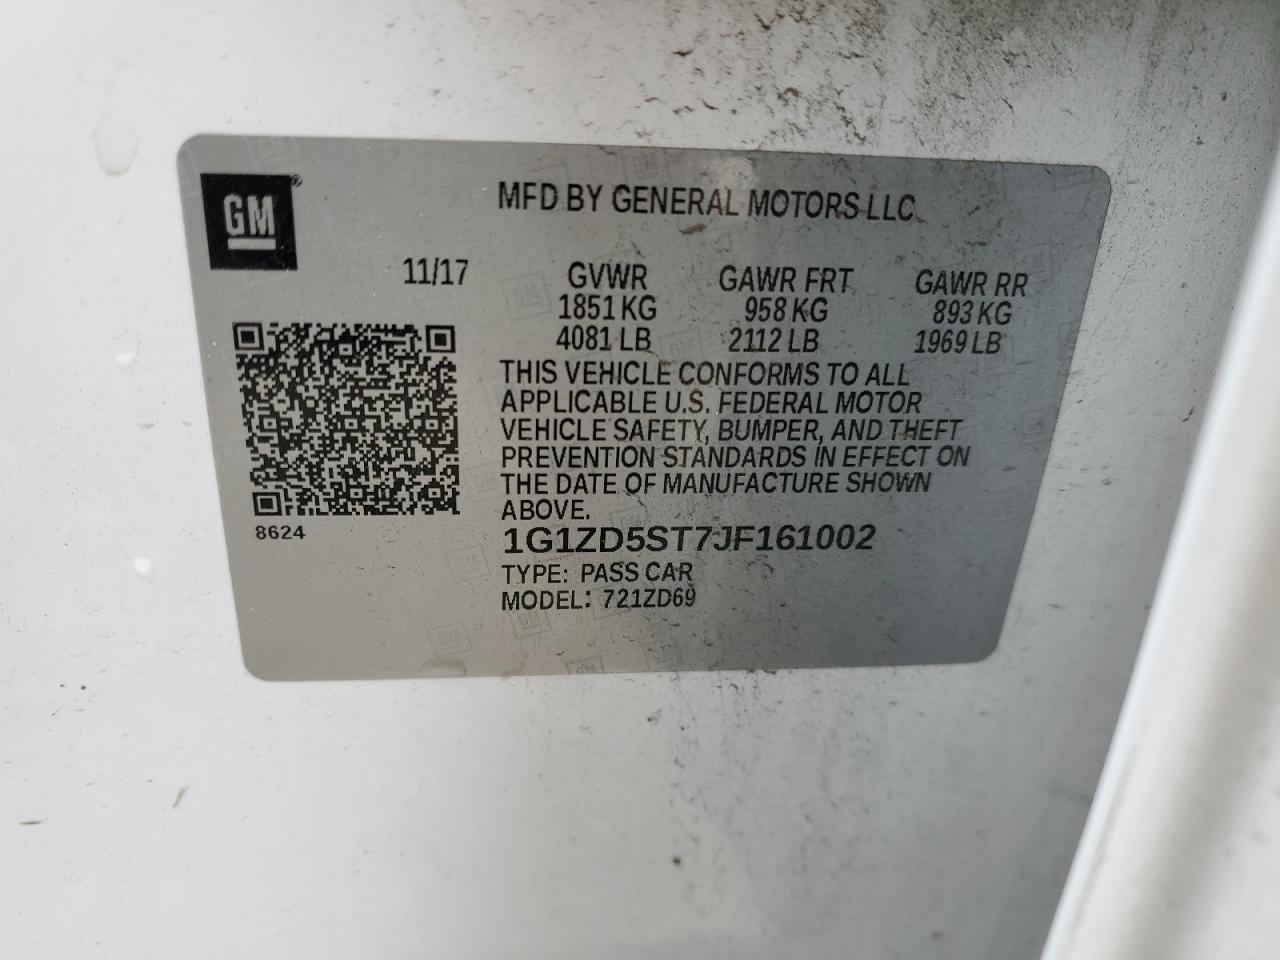 GM®
MFD BY GENERAL MOTORS LLC
11/17
GVWR GAWR FRT GAWR RR
1851 KG 958 KG 893 KG
4081 LB 2112 LB 1969 LB
THIS VEHICLE CONFORMS TO ALL
APPLICABLE U.S. FEDERAL MOTOR
VEHICLE SAFETY, BUMPER, AND THEFT
PREVENTION STANDARDS IN EFFECT ON
THE DATE OF MANUFACTURE SHOWN
ABOVE.
8624
1G1ZD5ST7JF161002
TYPE: PASS CAR
MODEL: 721ZD69